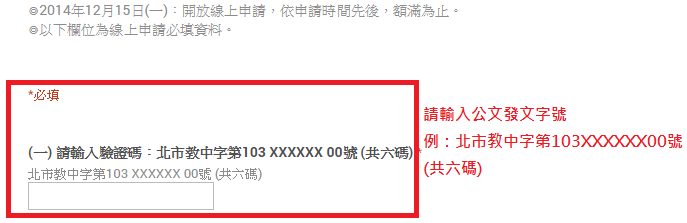 ◎2014年12月15日(一)：開放線上申請，依申請時間先後，額滿為止。
◎以下欄位為線上申請必填資料。
*必填
(一) 請輸入驗證碼：北市教中字第103 XXXXXX 00號 (共六碼) *
北市教中字第103 XXXXXX 00號 (共六碼)
請輸入公文發文字號
例：北市教中字第103XXXXXX00號
(共六碼)